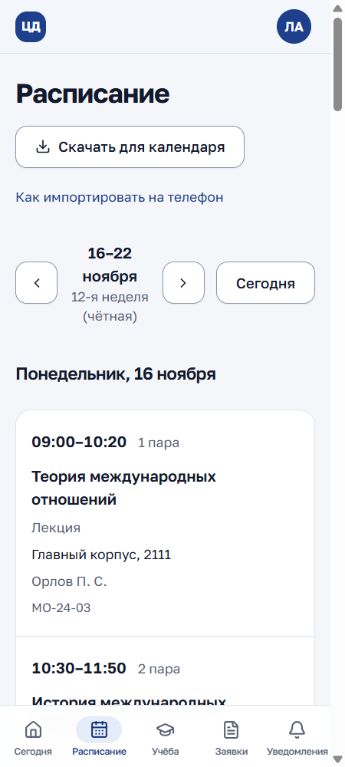 ЦД
ЛА
Расписание
Скачать для календаря
Как импортировать на телефон
16–22
ноября
12-я неделя
(чётная)
Сегодня
Понедельник, 16 ноября
09:00–10:20 1 пара
Теория международных
отношений
Лекция
Главный корпус, 2111
Орлов П. С.
МО-24-03
10:30–11:50 2 пара
История международных
Сегодня Расписание Учёба Заявки Уведомления